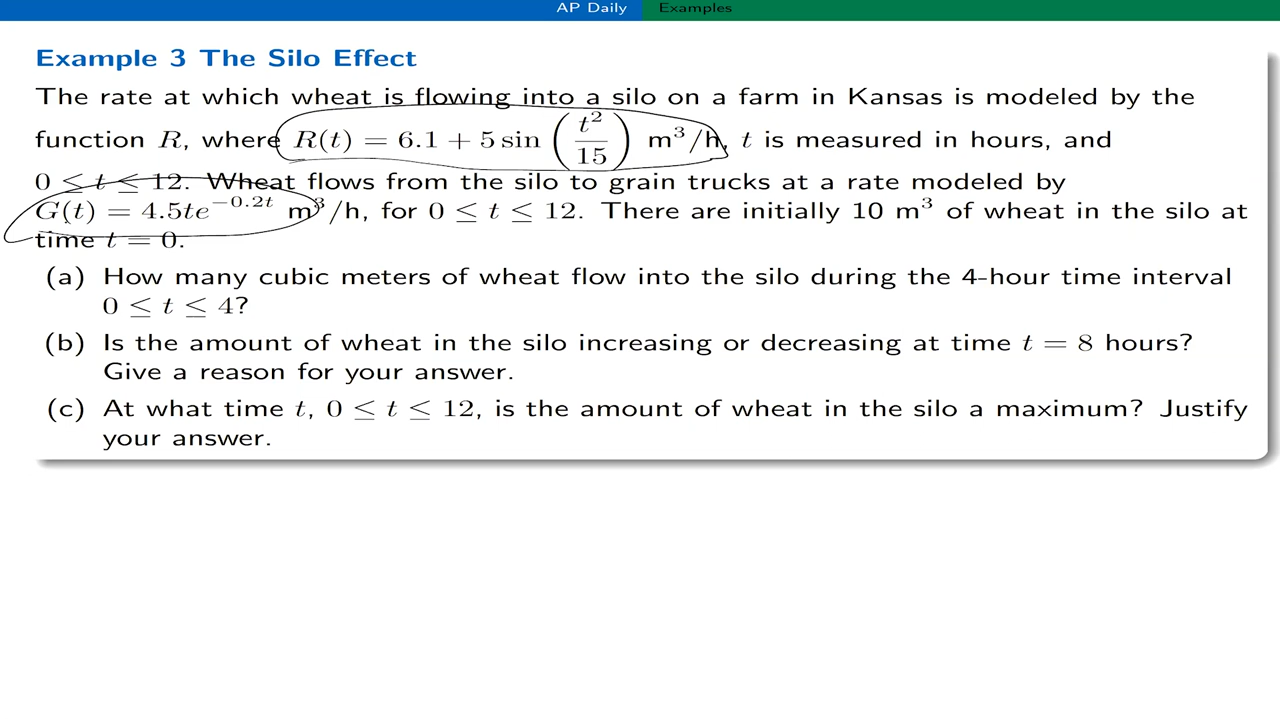 AP Daily Examples
Example 3 The Silo Effect
The rate at which wheat is flowing into a silo on a farm in Kansas is modeled by the
function R, where R(t) = 6.1 + 5 sin(t²/15) m³/h, t is measured in hours, and
0 ≤ t ≤ 12. Wheat flows from the silo to grain trucks at a rate modeled by
G(t) = 4.5te^{−0.2t} m³/h, for 0 ≤ t ≤ 12. There are initially 10 m³ of wheat in the silo at
time t = 0.
(a) How many cubic meters of wheat flow into the silo during the 4-hour time interval
0 ≤ t ≤ 4?
(b) Is the amount of wheat in the silo increasing or decreasing at time t = 8 hours?
Give a reason for your answer.
(c) At what time t, 0 ≤ t ≤ 12, is the amount of wheat in the silo a maximum? Justify
your answer.